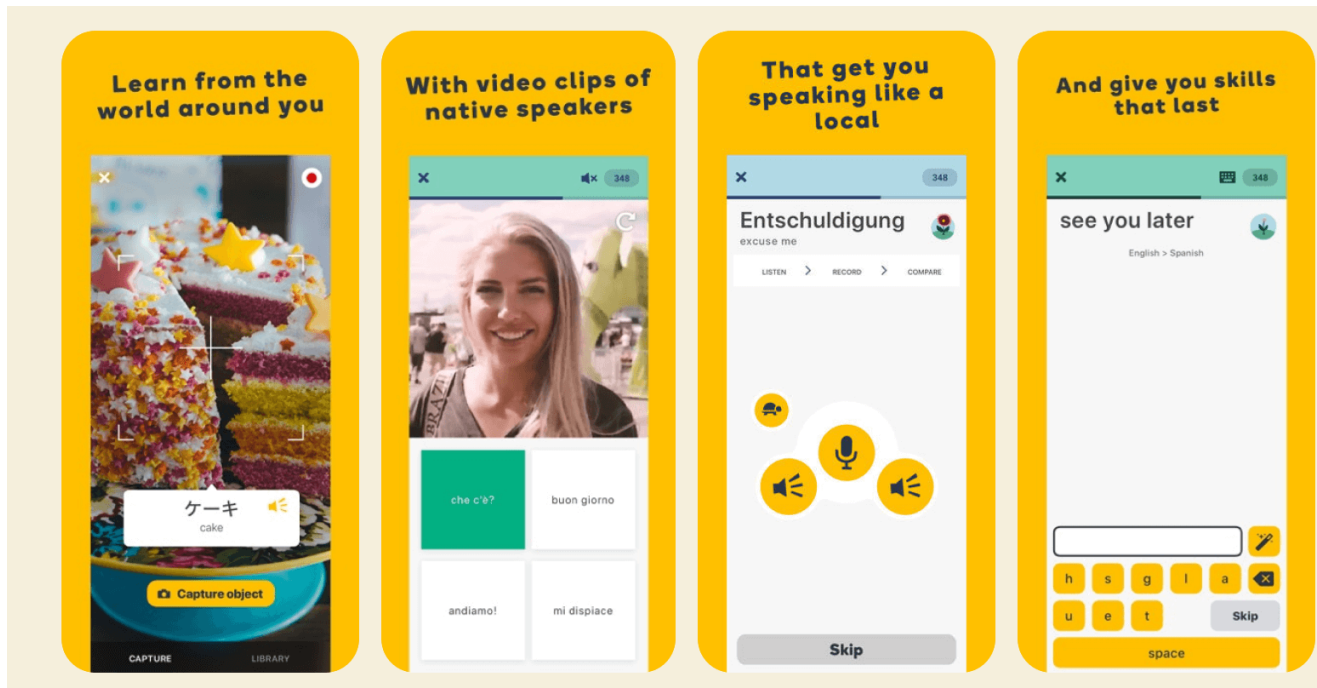 Learn from the
world around you
ケーキ
cake
Capture object
CAPTURE
LIBRARY
With video clips of
native speakers
348
BRAZIL
che c'è?
buon giorno
andiamo!
mi dispiace
That get you
speaking like a
local
348
Entschuldigung
excuse me
LISTEN > RECORD > COMPARE
Skip
And give you skills
that last
348
see you later
English > Spanish
h s g l a
u e t Skip
space